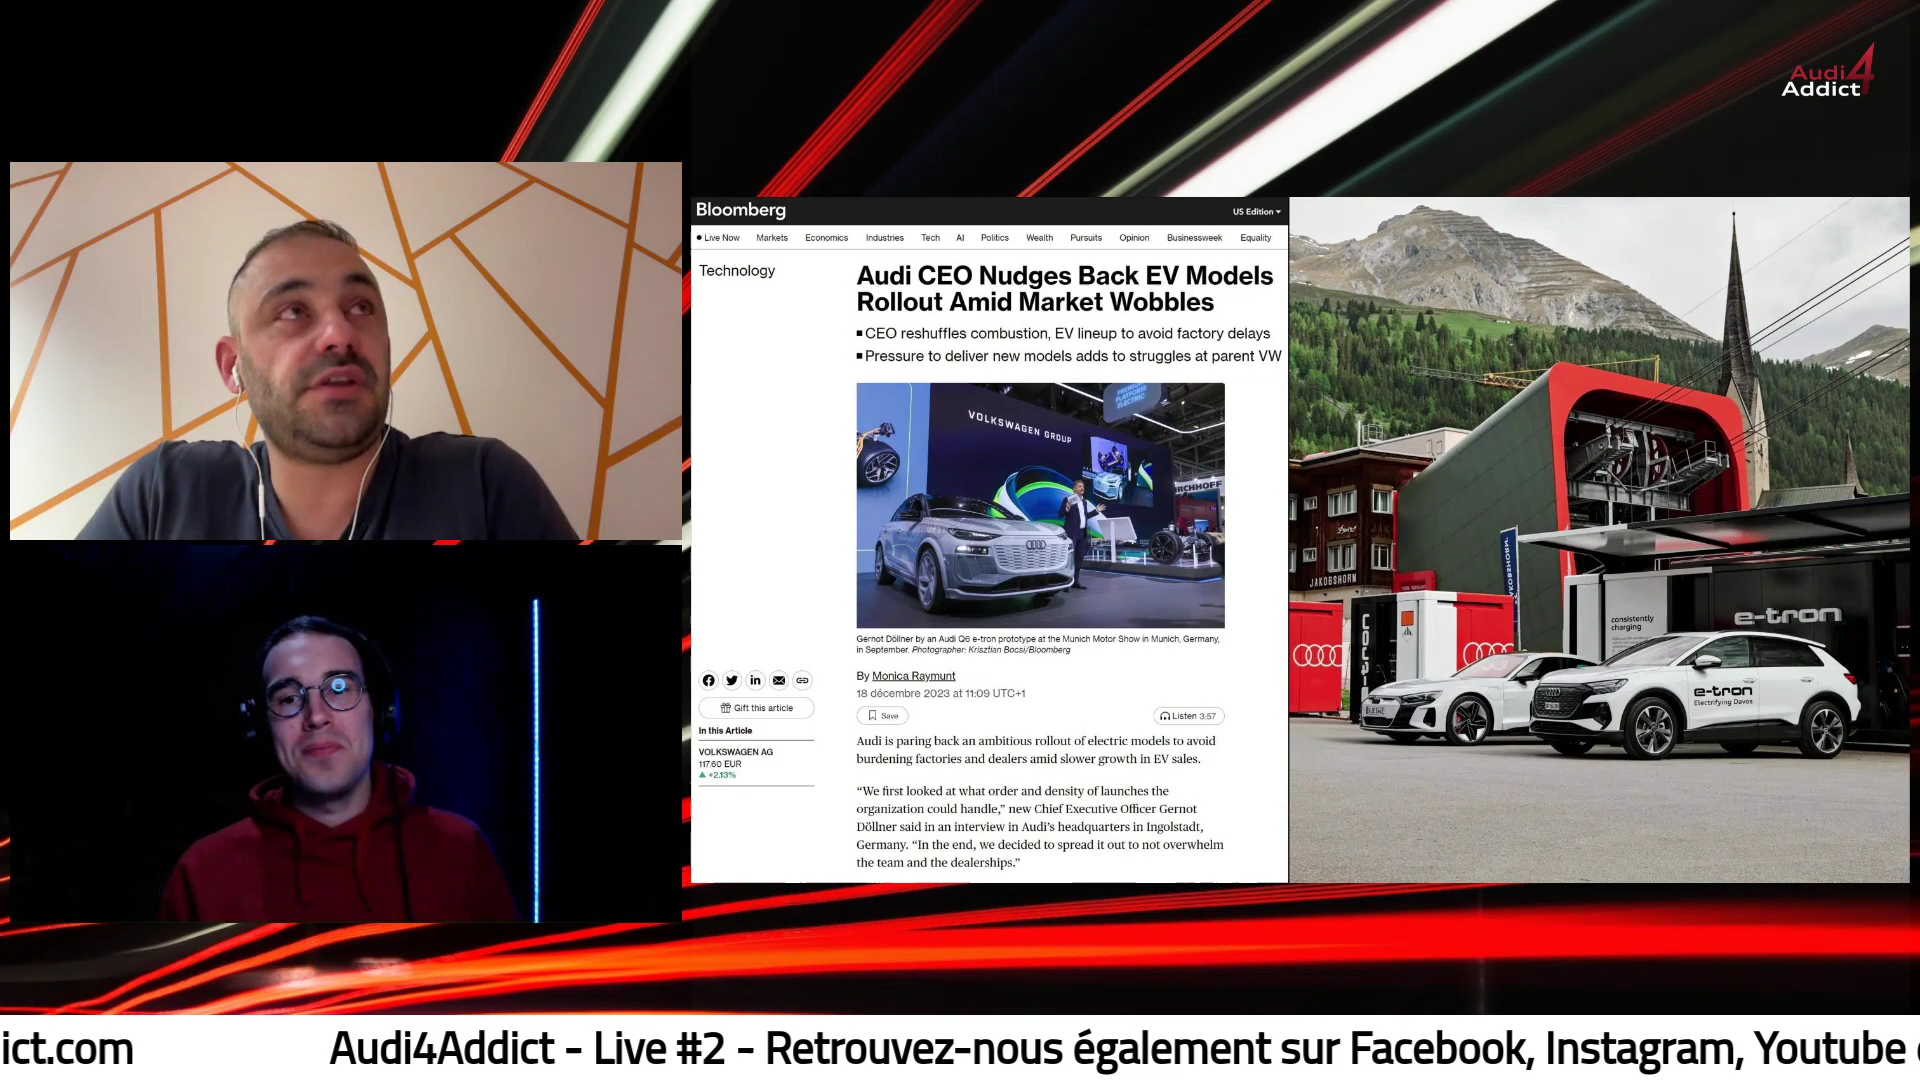 Audi4
Addict
Bloomberg
US Edition
Live Now Markets Economics Industries Tech AI Politics Wealth Pursuits Opinion Businessweek Equality
Technology
Audi CEO Nudges Back EV Models
Rollout Amid Market Wobbles
CEO reshuffles combustion, EV lineup to avoid factory delays
Pressure to deliver new models adds to struggles at parent VW
PREMIUM
PLATFORM
ELECTRIC
VOLKSWAGEN GROUP
KIRCHHOFF
Gernot Döllner by an Audi Q6 e-tron prototype at the Munich Motor Show in Munich, Germany,
in September. Photographer: Krisztian Bocsi/Bloomberg
By Monica Raymunt
18 décembre 2023 at 11:09 UTC+1
Save
Listen 3:57
Gift this article
In this Article
VOLKSWAGEN AG
117.60 EUR
+2.13%
Audi is paring back an ambitious rollout of electric models to avoid
burdening factories and dealers amid slower growth in EV sales.
“We first looked at what order and density of launches the
organization could handle,” new Chief Executive Officer Gernot
Döllner said in an interview in Audi’s headquarters in Ingolstadt,
Germany. “In the end, we decided to spread it out to not overwhelm
the team and the dealerships.”
JAKOBSHORN
e-tron
consistently
charging
e-tron
e-tron
Electrifying Davos
ict.com Audi4Addict - Live #2 - Retrouvez-nous également sur Facebook, Instagram, Youtube